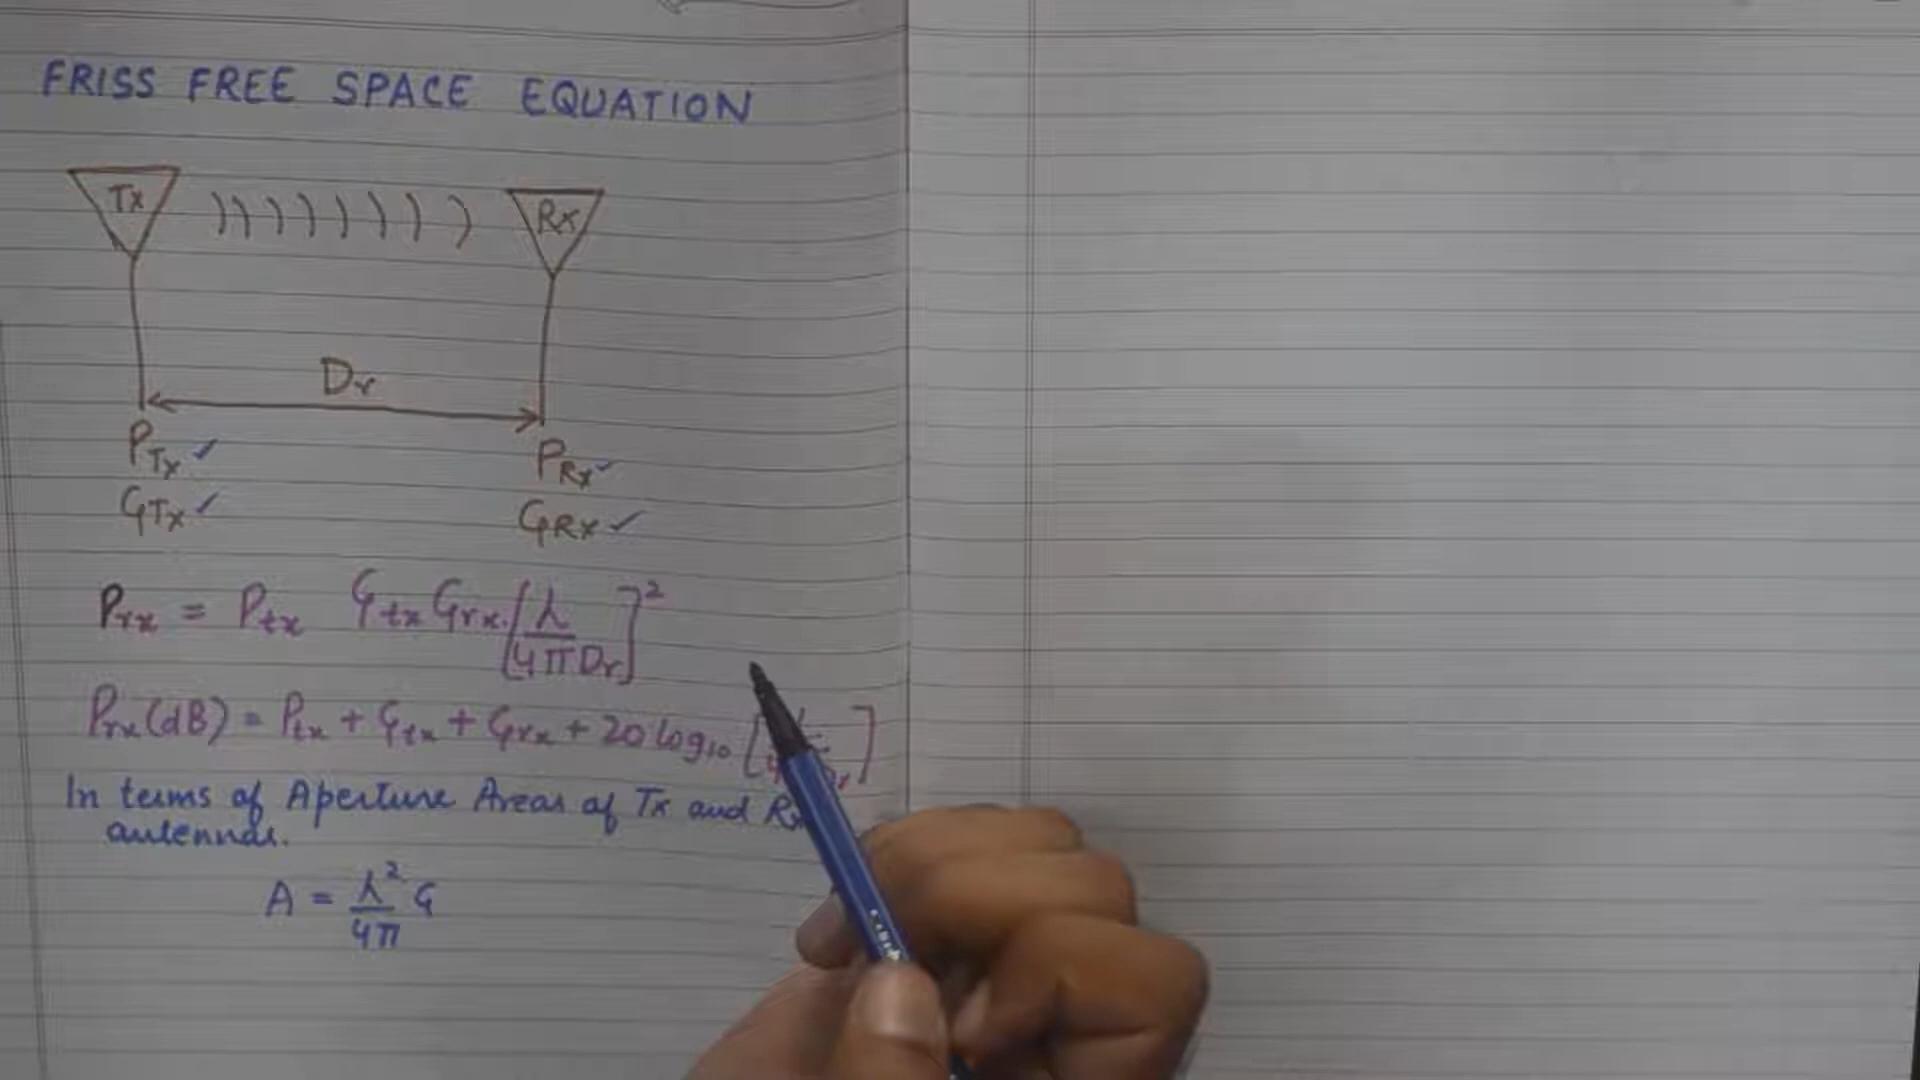 FRISS FREE SPACE EQUATION
Tx Rx
Dr
PTx ✓ PRx ✓
GTx ✓ GRx ✓
Prx = Ptx Gtx Grx. [λ / 4πDr]²
Prx (dB) = Ptx + Gtx + Grx + 20 log10 [ ]
In terms of Aperture Areas of Tx and Rx
antennas.
A = λ² / 4π G